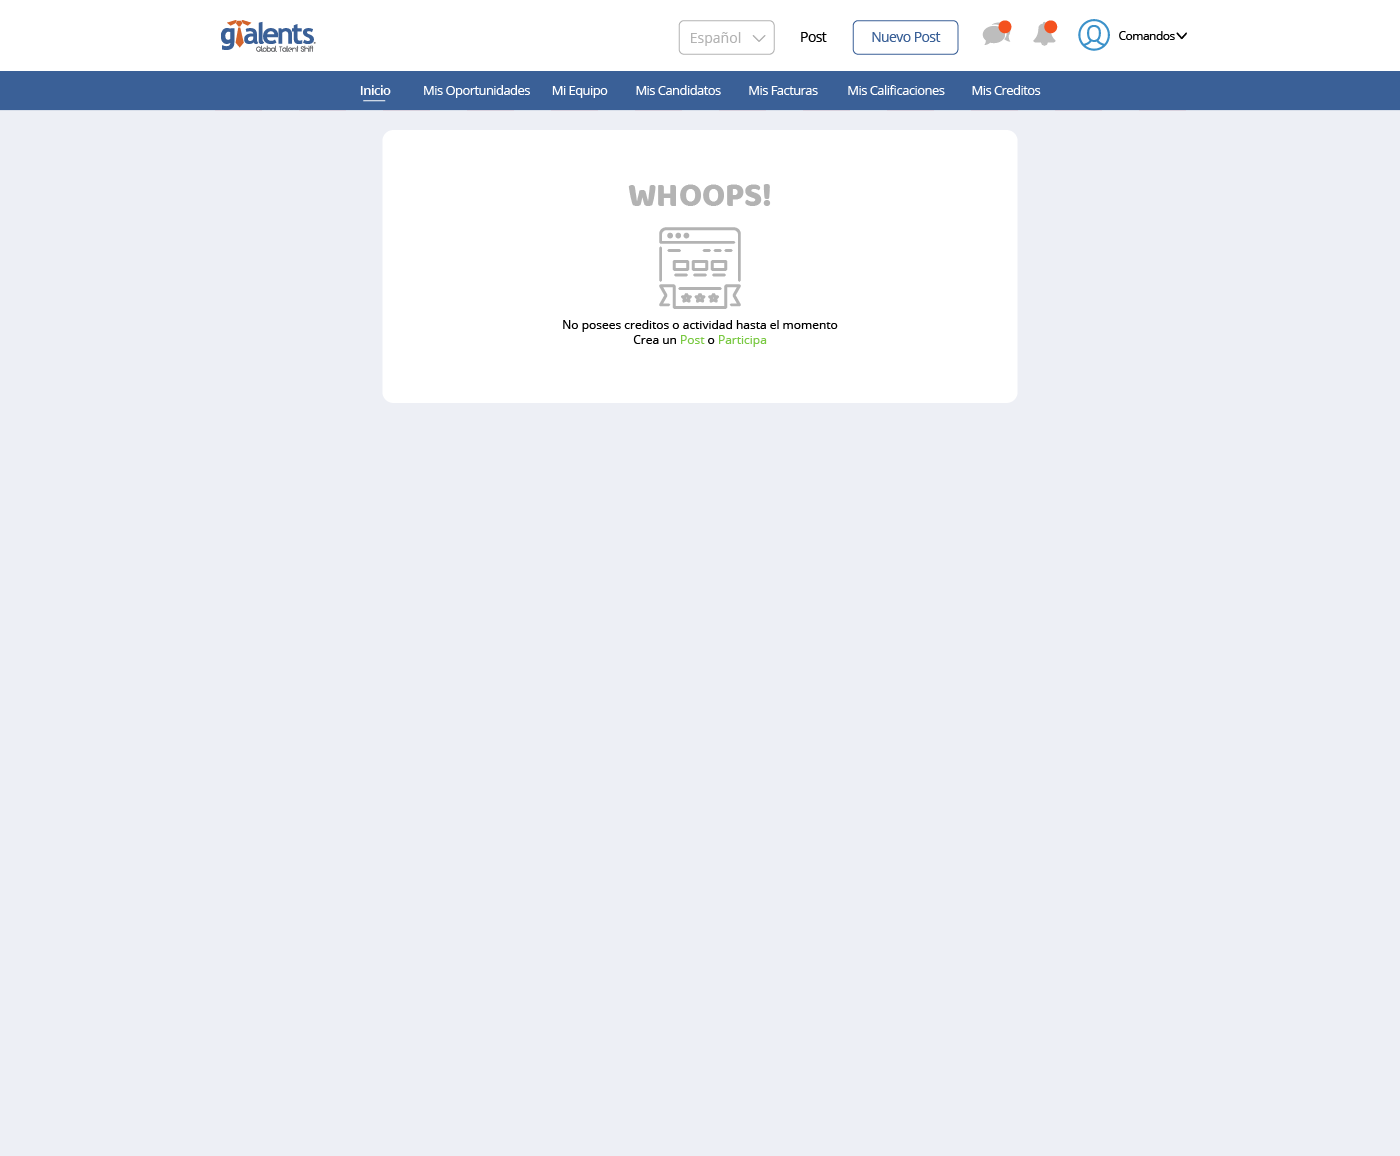 gtalents.
Global Talent Shift
Español
Post
Nuevo Post
Comandos
Inicio
Mis Oportunidades
Mi Equipo
Mis Candidatos
Mis Facturas
Mis Calificaciones
Mis Creditos
WHOOPS!
No posees creditos o actividad hasta el momento
Crea un Post o Participa